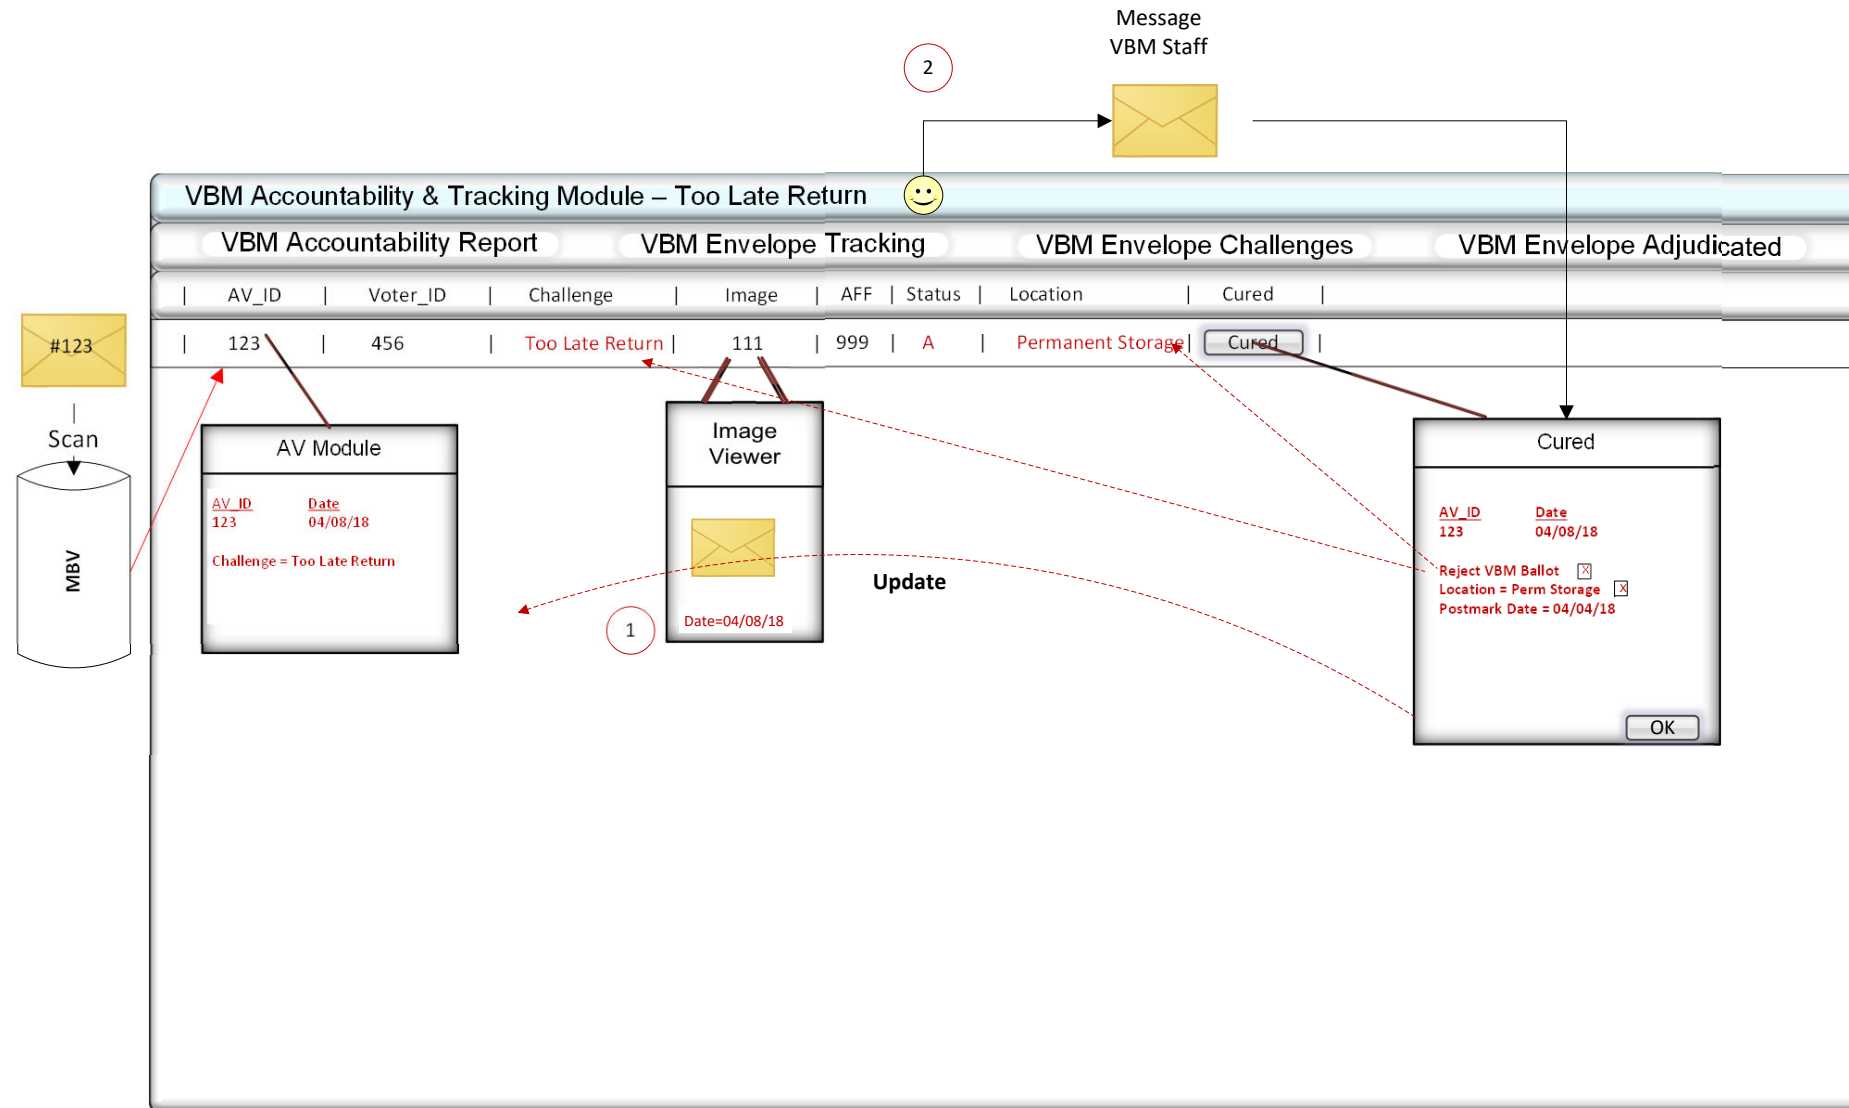 Message
VBM Staff
2
VBM Accountability & Tracking Module – Too Late Return
VBM Accountability Report VBM Envelope Tracking VBM Envelope Challenges VBM Envelope Adjudicated
| AV_ID | Voter_ID | Challenge | Image | AFF | Status | Location | Cured |
#123
| 123 | 456 | Too Late Return | 111 | 999 | A | Permanent Storage | Cured |
Scan
MBV
AV Module
AV_ID Date
123 04/08/18
Challenge = Too Late Return
Image
Viewer
Date=04/08/18
1
Update
Cured
AV_ID Date
123 04/08/18
Reject VBM Ballot X
Location = Perm Storage X
Postmark Date = 04/04/18
OK